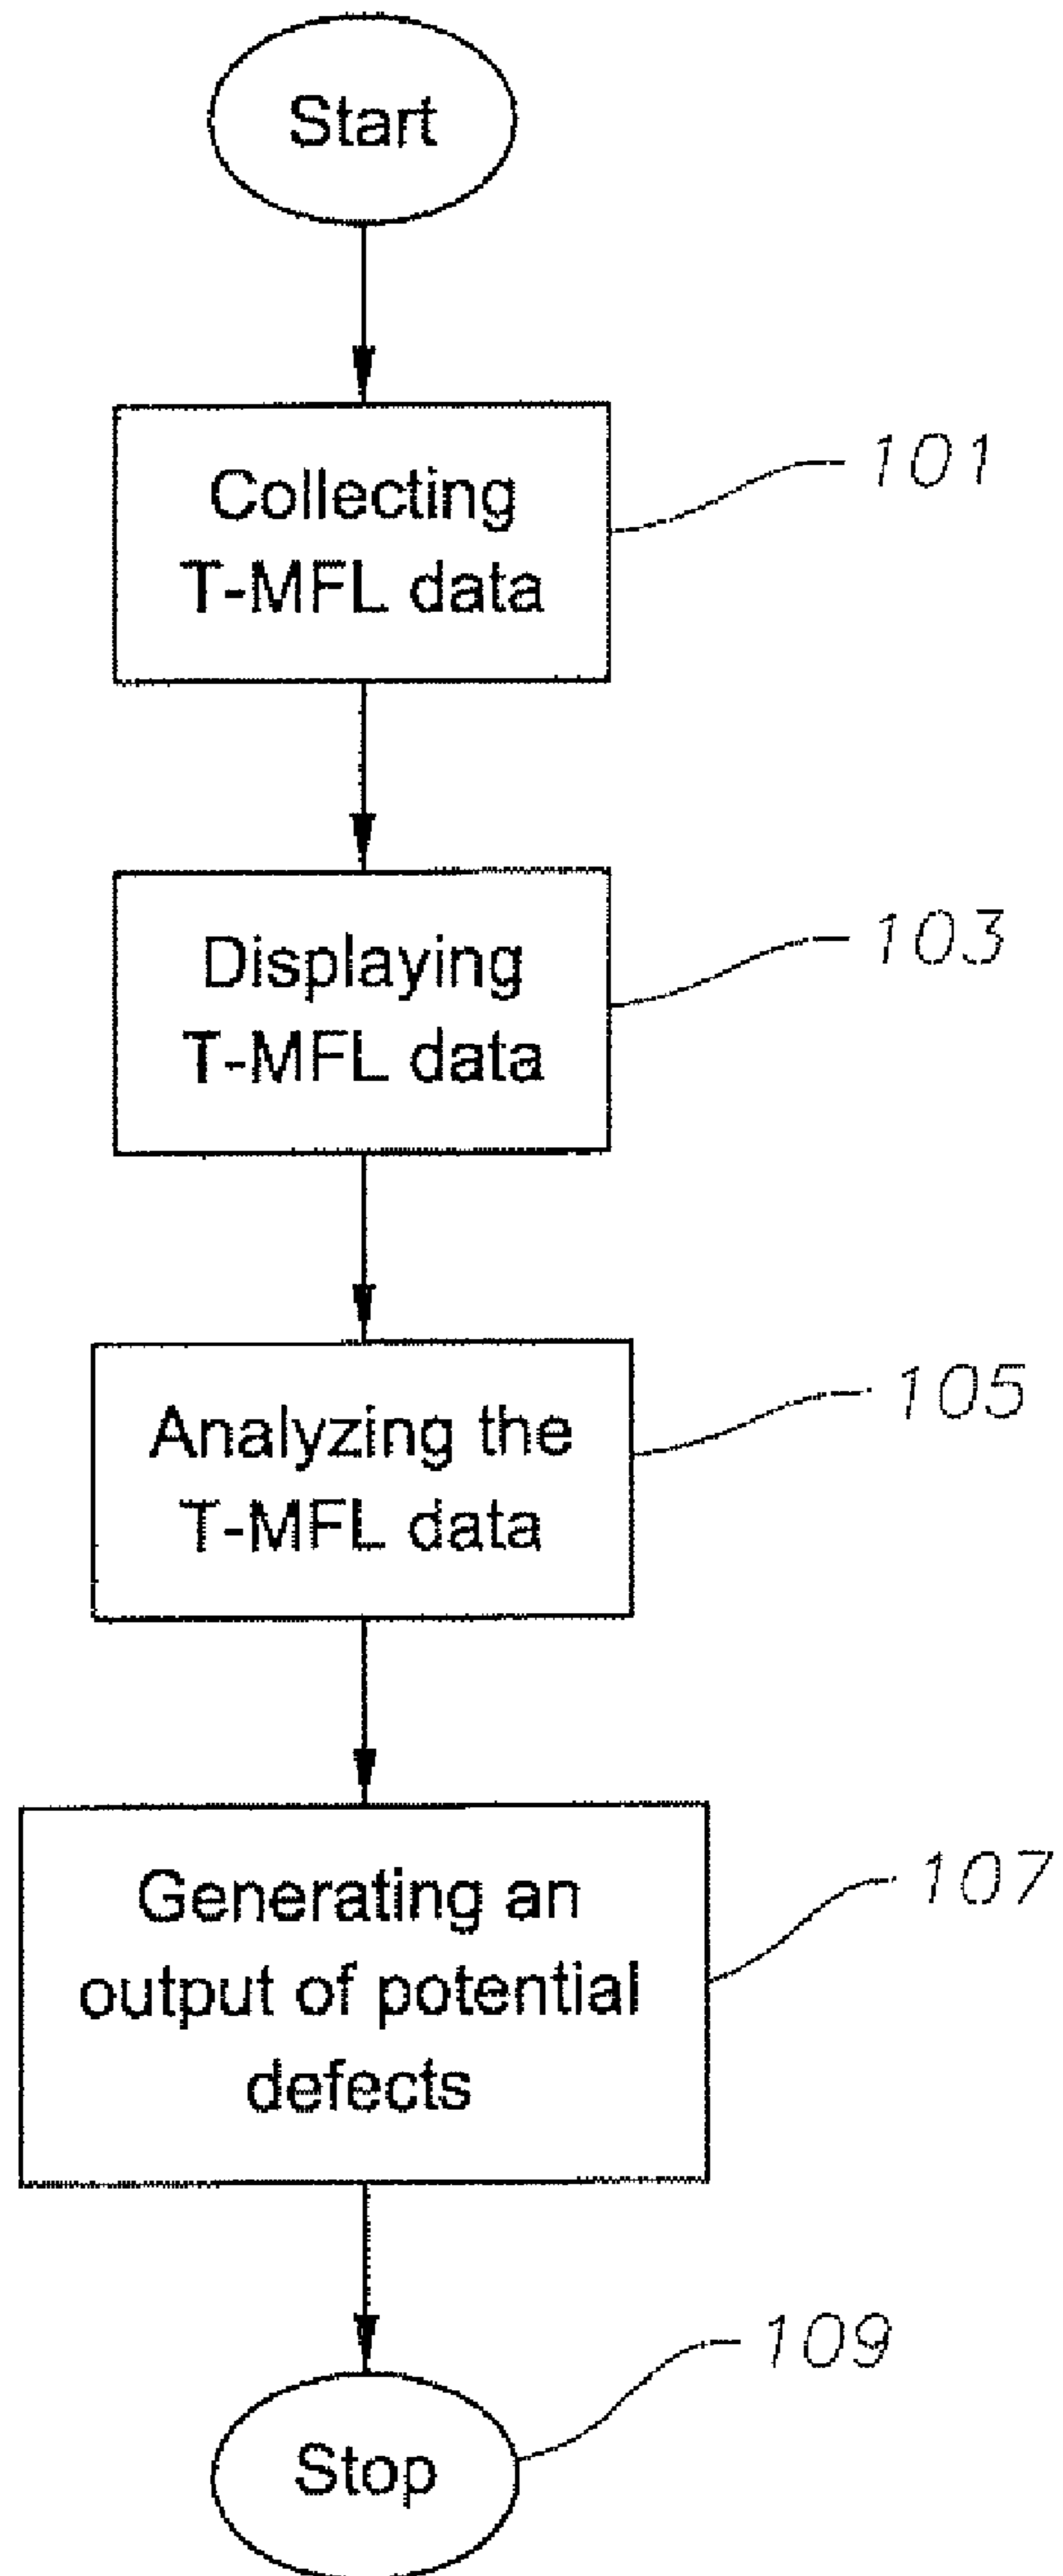 Start
Collecting
T-MFL data
101
Displaying
T-MFL data
103
Analyzing the
T-MFL data
105
Generating an
output of potential
defects
107
Stop
109